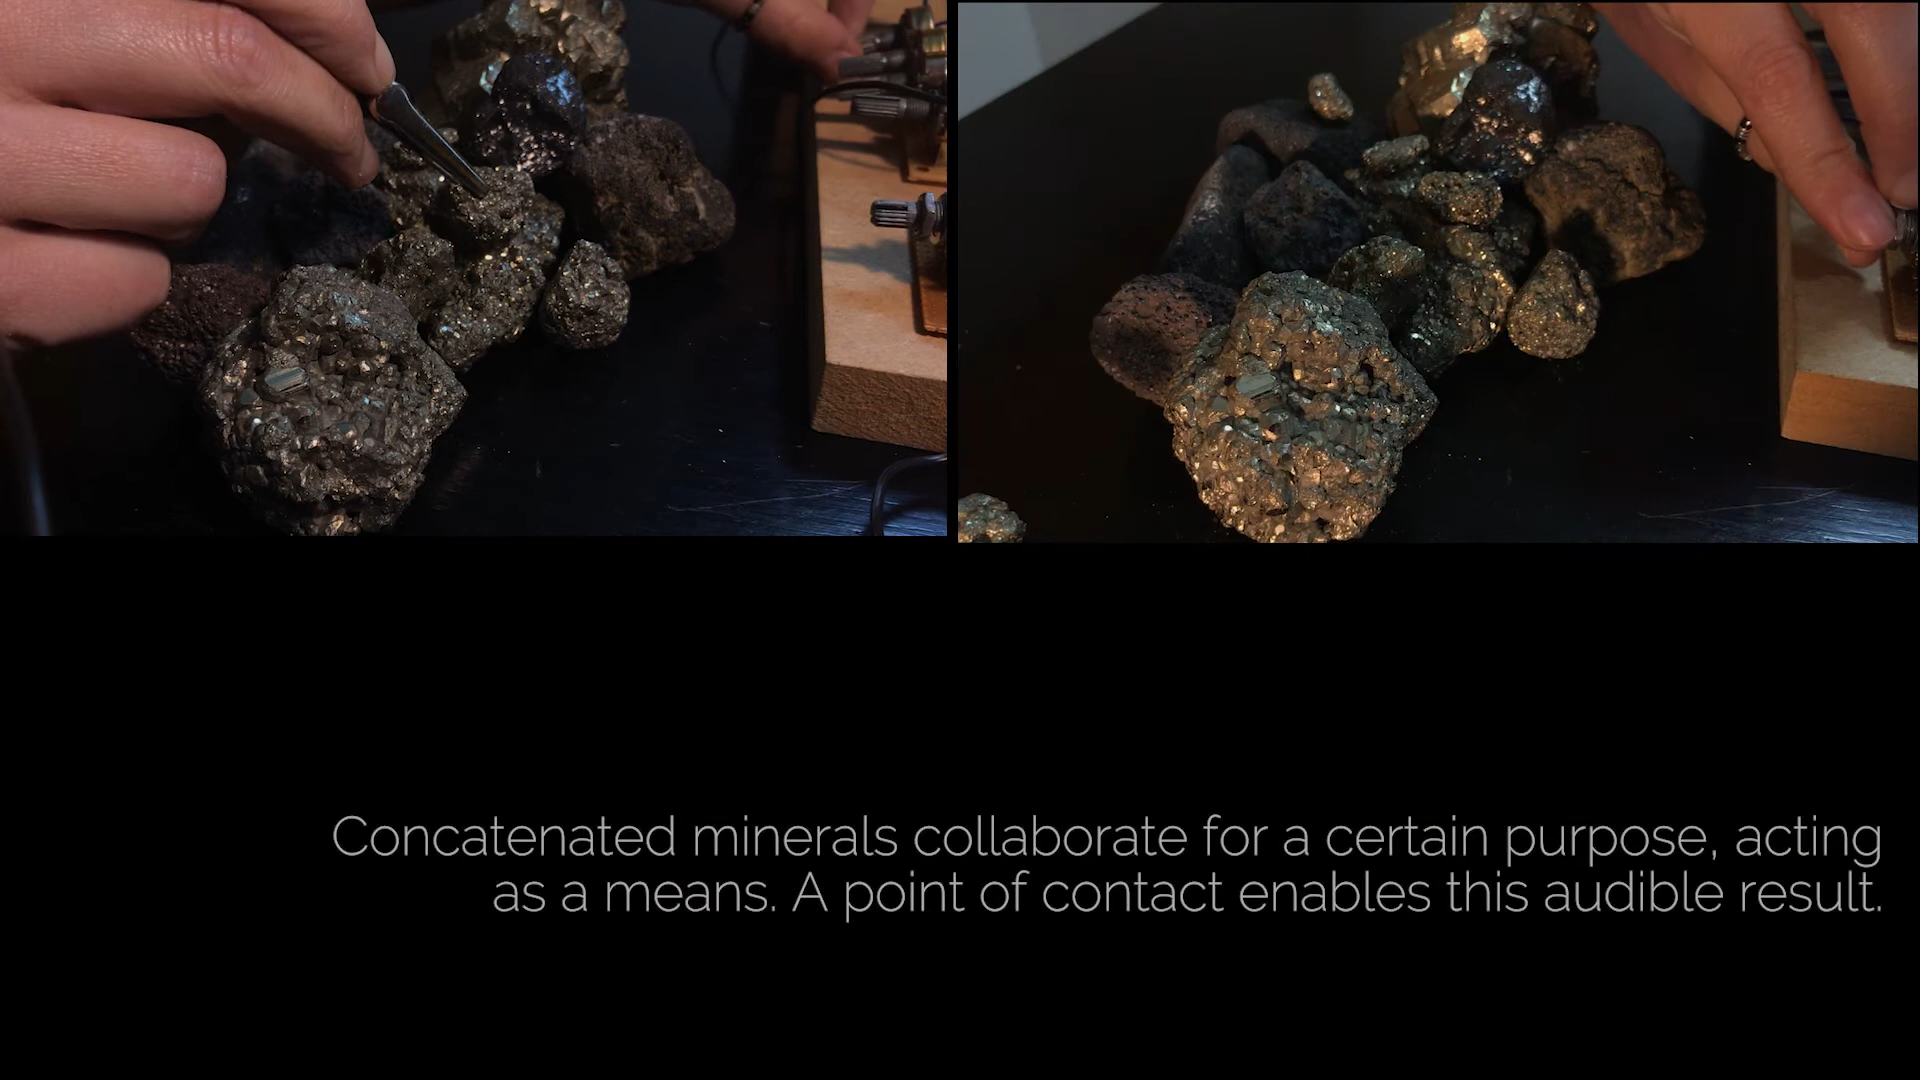 Concatenated minerals collaborate for a certain purpose, acting
as a means. A point of contact enables this audible result.